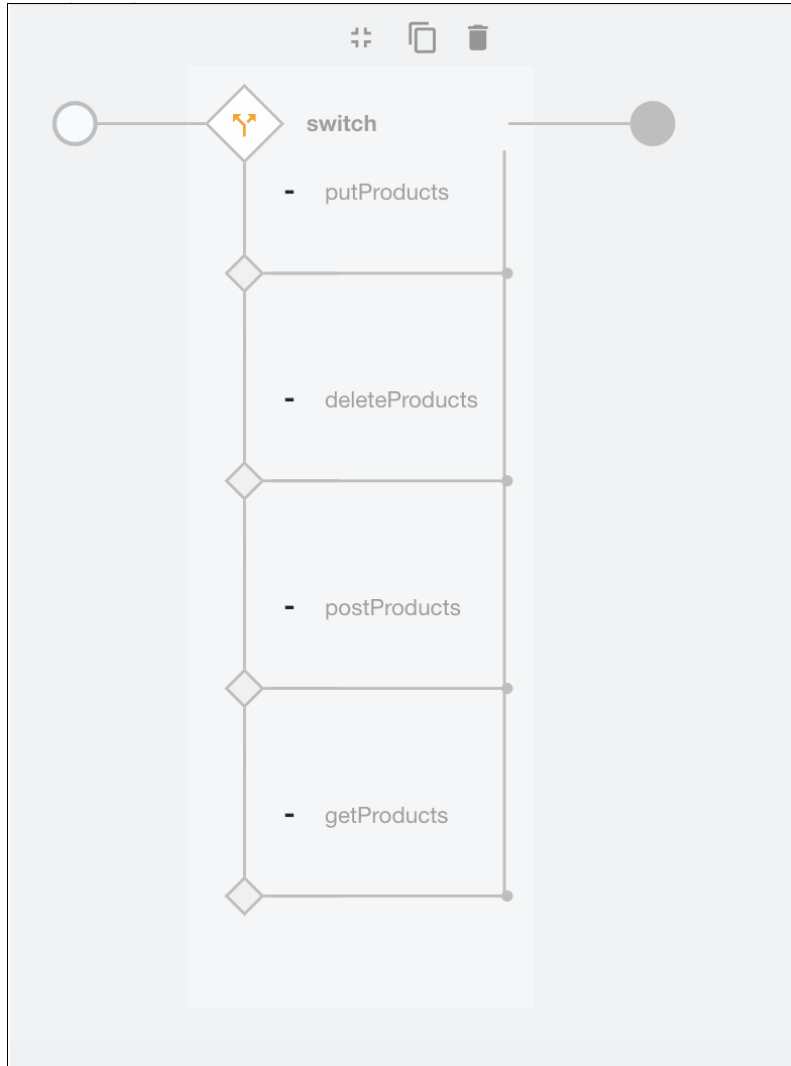 switch
- putProducts
- deleteProducts
- postProducts
- getProducts